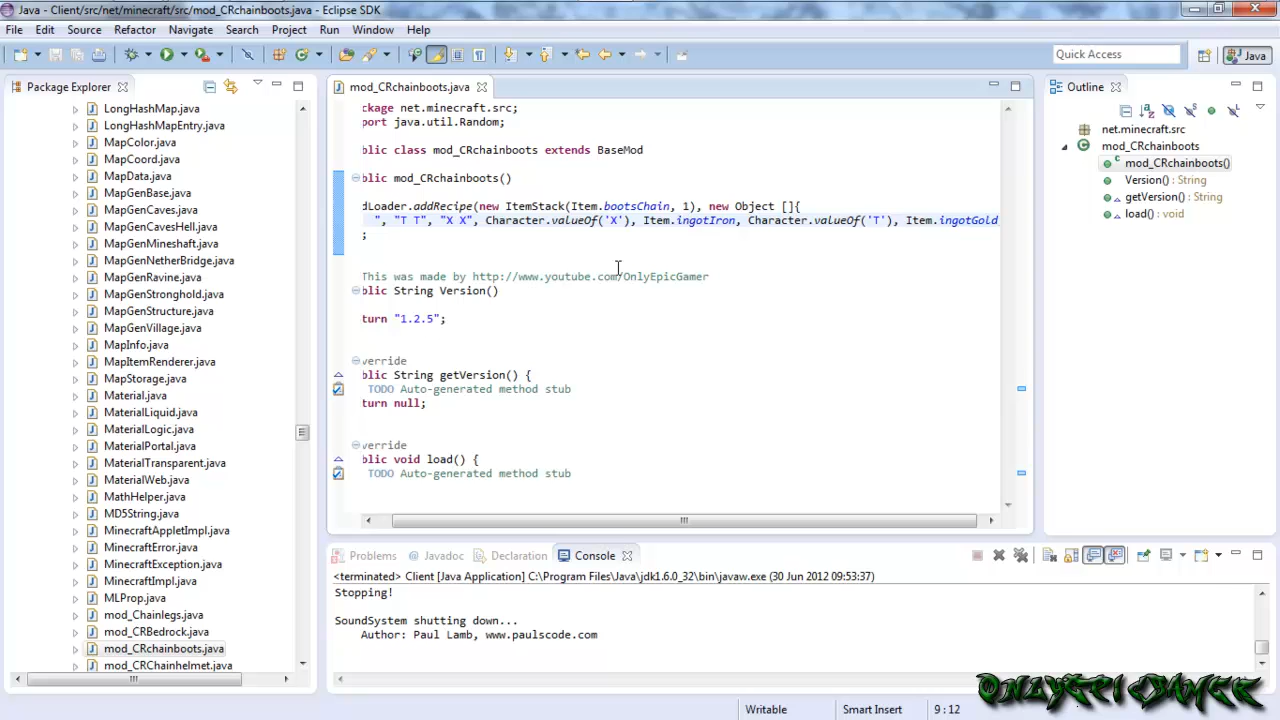 Java - Client/src/net/minecraft/src/mod_CRchainboots.java - Eclipse SDK
File Edit Source Refactor Navigate Search Project Run Window Help
Quick Access
Java
Package Explorer
LongHashMap.java
LongHashMapEntry.java
MapColor.java
MapCoord.java
MapData.java
MapGenBase.java
MapGenCaves.java
MapGenCavesHell.java
MapGenMineshaft.java
MapGenNetherBridge.java
MapGenRavine.java
MapGenStronghold.java
MapGenStructure.java
MapGenVillage.java
MapInfo.java
MapItemRenderer.java
MapStorage.java
Material.java
MaterialLiquid.java
MaterialLogic.java
MaterialPortal.java
MaterialTransparent.java
MaterialWeb.java
MathHelper.java
MD5String.java
MinecraftAppletImpl.java
MinecraftError.java
MinecraftException.java
MinecraftImpl.java
MLProp.java
mod_Chainlegs.java
mod_CRBedrock.java
mod_CRchainboots.java
mod_CRChainhelmet.java
mod_CRchainboots.java
ckage net.minecraft.src;
port java.util.Random;
blic class mod_CRchainboots extends BaseMod
blic mod_CRchainboots()
dLoader.addRecipe(new ItemStack(Item.bootsChain, 1), new Object []{
", "T T", "X X", Character.valueOf('X'), Item.ingotIron, Character.valueOf('T'), Item.ingotGold
;
This was made by http://www.youtube.com/OnlyEpicGamer
blic String Version()
turn "1.2.5";
verride
blic String getVersion() {
TODO Auto-generated method stub
turn null;
verride
blic void load() {
TODO Auto-generated method stub
Outline
net.minecraft.src
mod_CRchainboots
mod_CRchainboots()
Version() : String
getVersion() : String
load() : void
Problems Javadoc Declaration Console
<terminated> Client [Java Application] C:\Program Files\Java\jdk1.6.0_32\bin\javaw.exe (30 Jun 2012 09:53:37)
Stopping!
SoundSystem shutting down...
Author: Paul Lamb, www.paulscode.com
Writable Smart Insert 9:12
OnlyEpicGamer